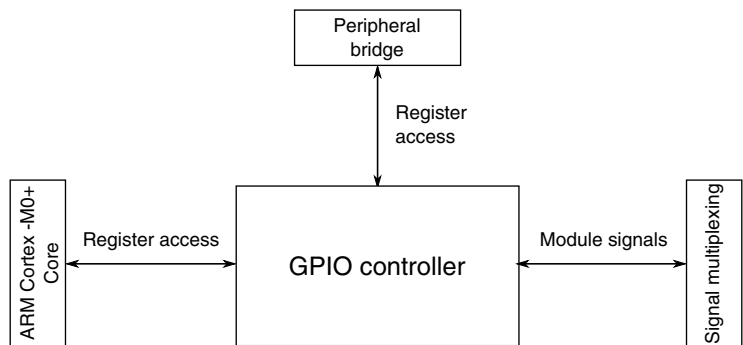 Peripheral
bridge
Register
access
ARM Cortex -M0+
Core
Register access
GPIO controller
Module signals
Signal multiplexing